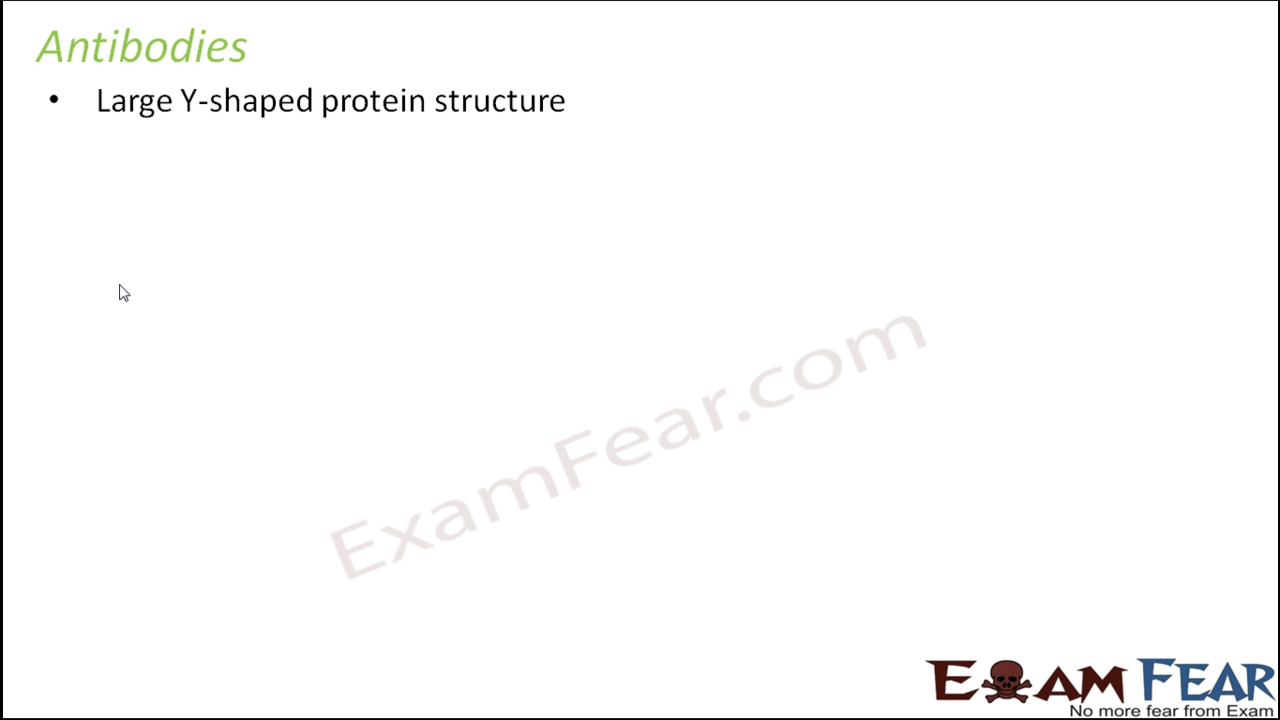 Antibodies
• Large Y-shaped protein structure
ExamFear.com
EXAM FEAR
No more fear from Exam